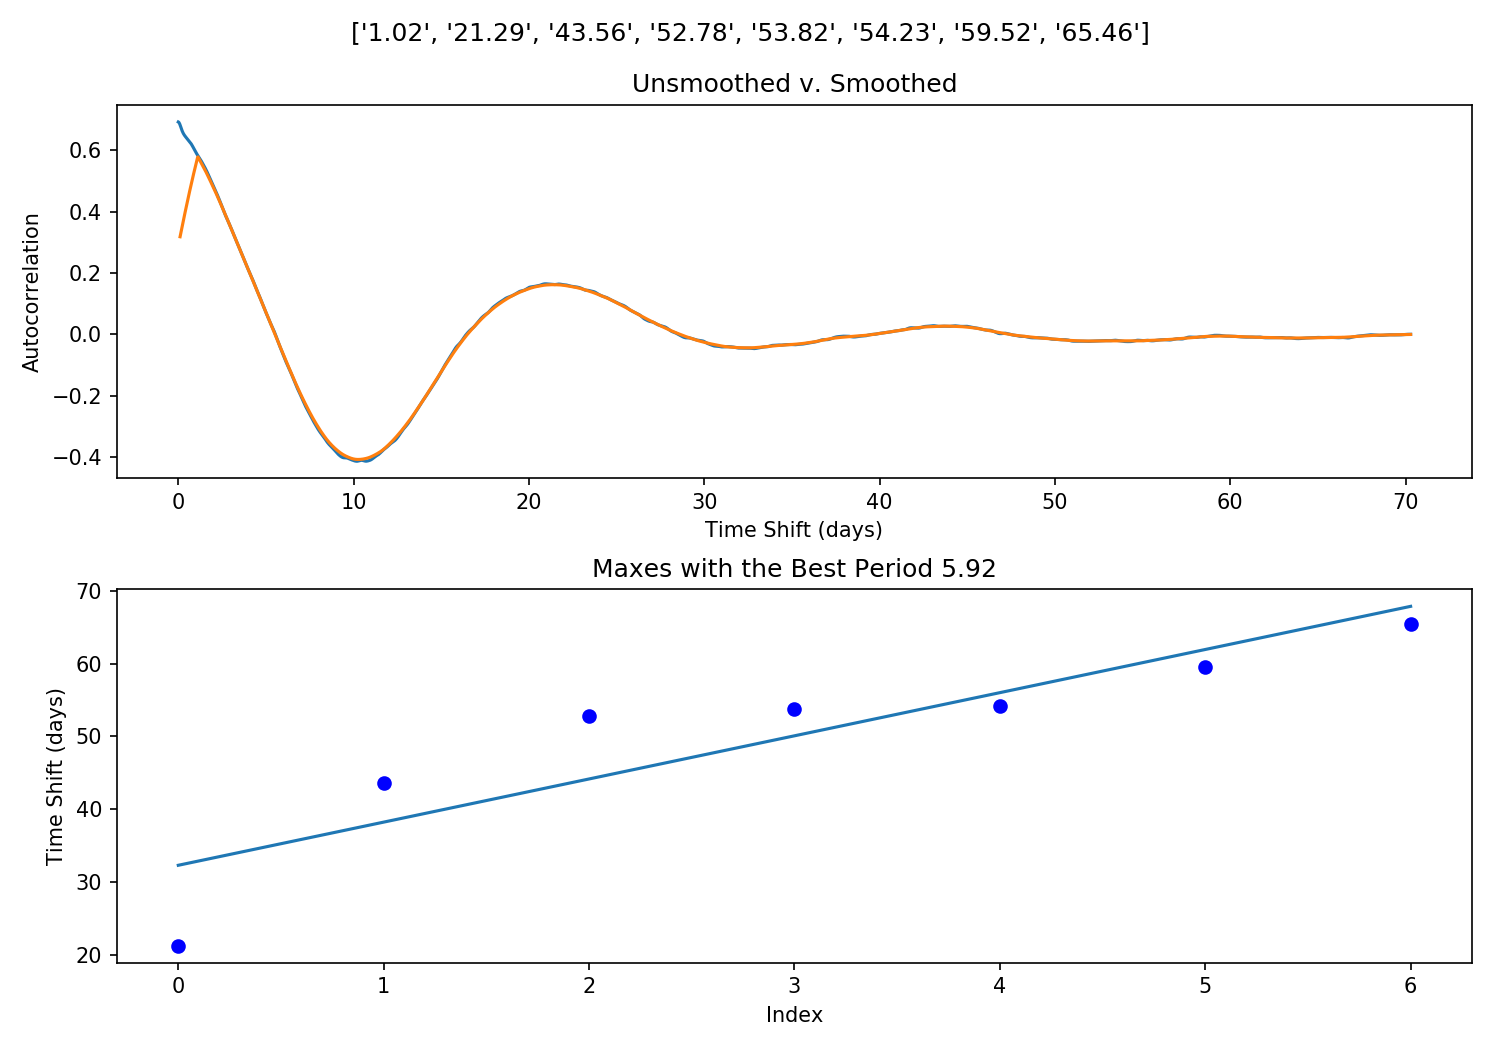 ['1.02', '21.29', '43.56', '52.78', '53.82', '54.23', '59.52', '65.46']
Unsmoothed v. Smoothed
Autocorrelation
0.6
0.4
0.2
0.0
−0.2
−0.4
0 10 20 30 40 50 60 70
Time Shift (days)
Maxes with the Best Period 5.92
Time Shift (days)
70
60
50
40
30
20
0 1 2 3 4 5 6
Index